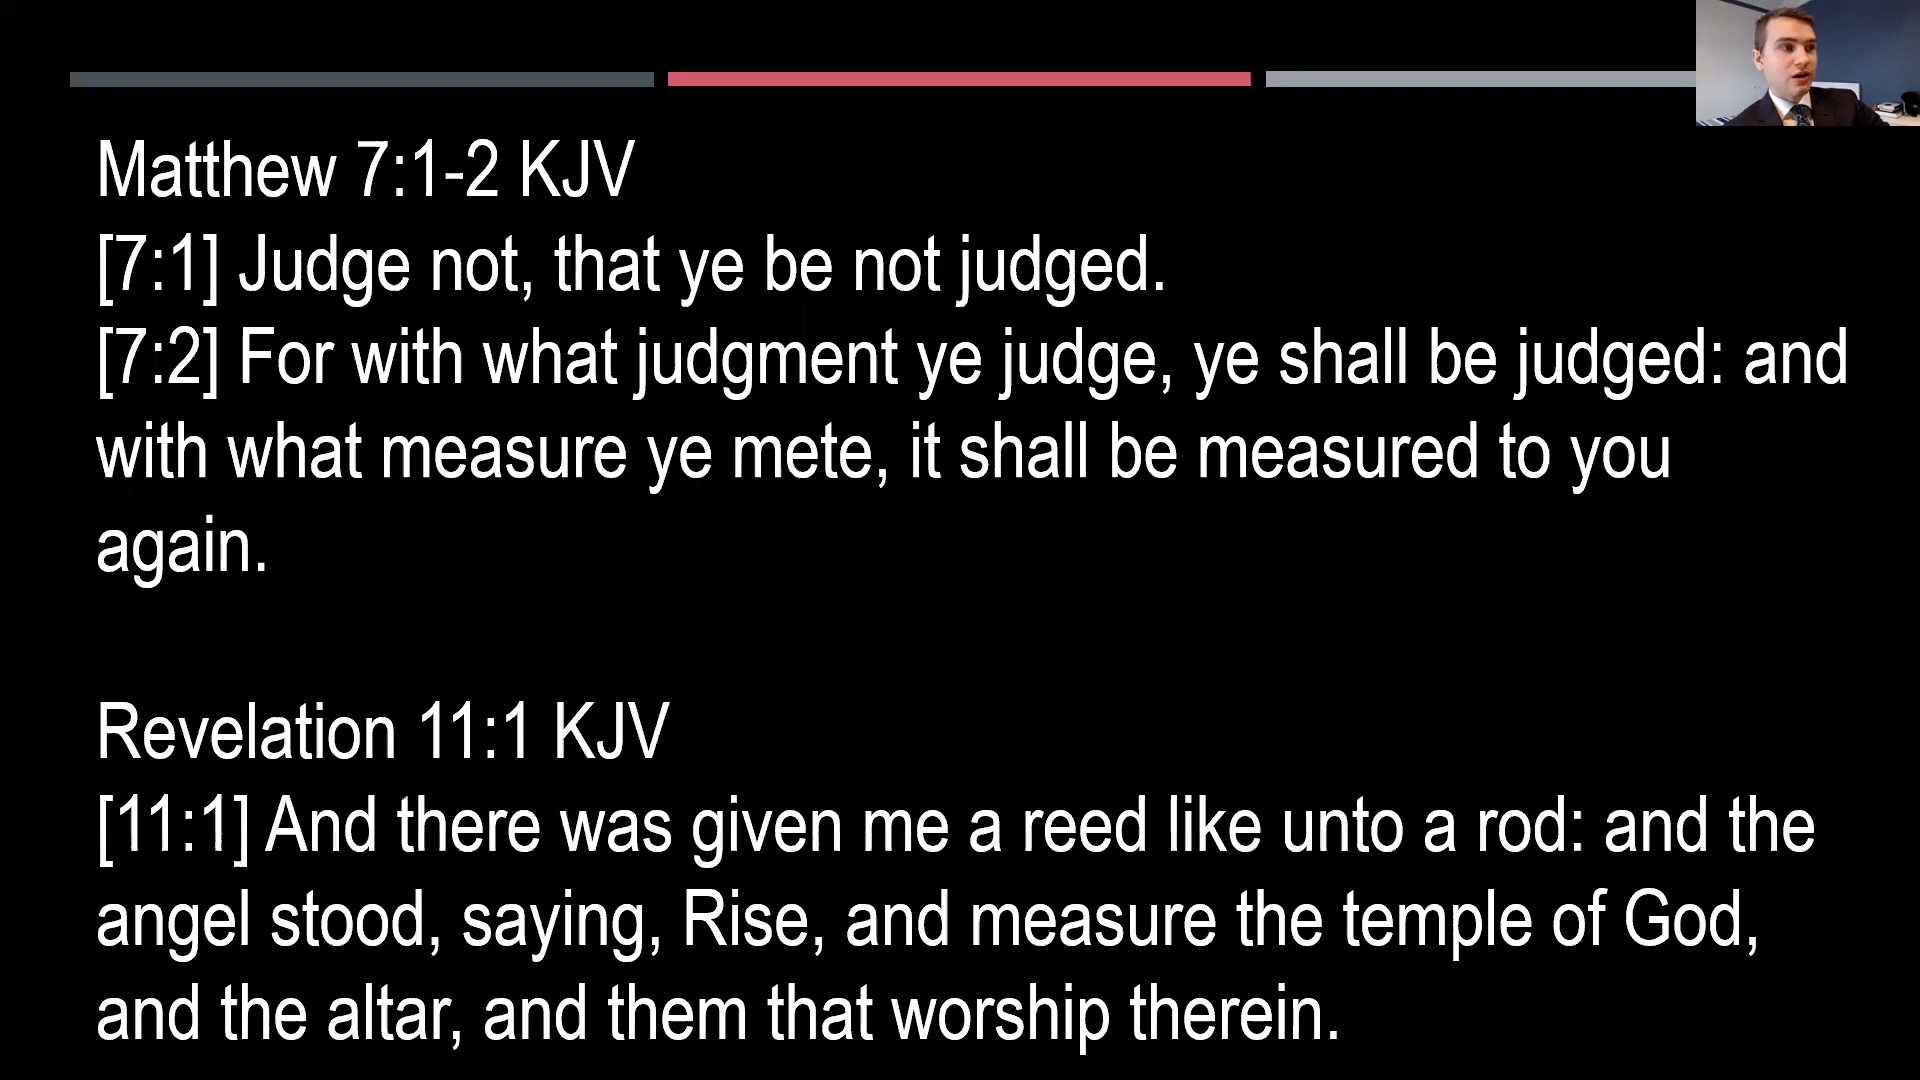 Matthew 7:1-2 KJV
[7:1] Judge not, that ye be not judged.
[7:2] For with what judgment ye judge, ye shall be judged: and
with what measure ye mete, it shall be measured to you
again.
Revelation 11:1 KJV
[11:1] And there was given me a reed like unto a rod: and the
angel stood, saying, Rise, and measure the temple of God,
and the altar, and them that worship therein.